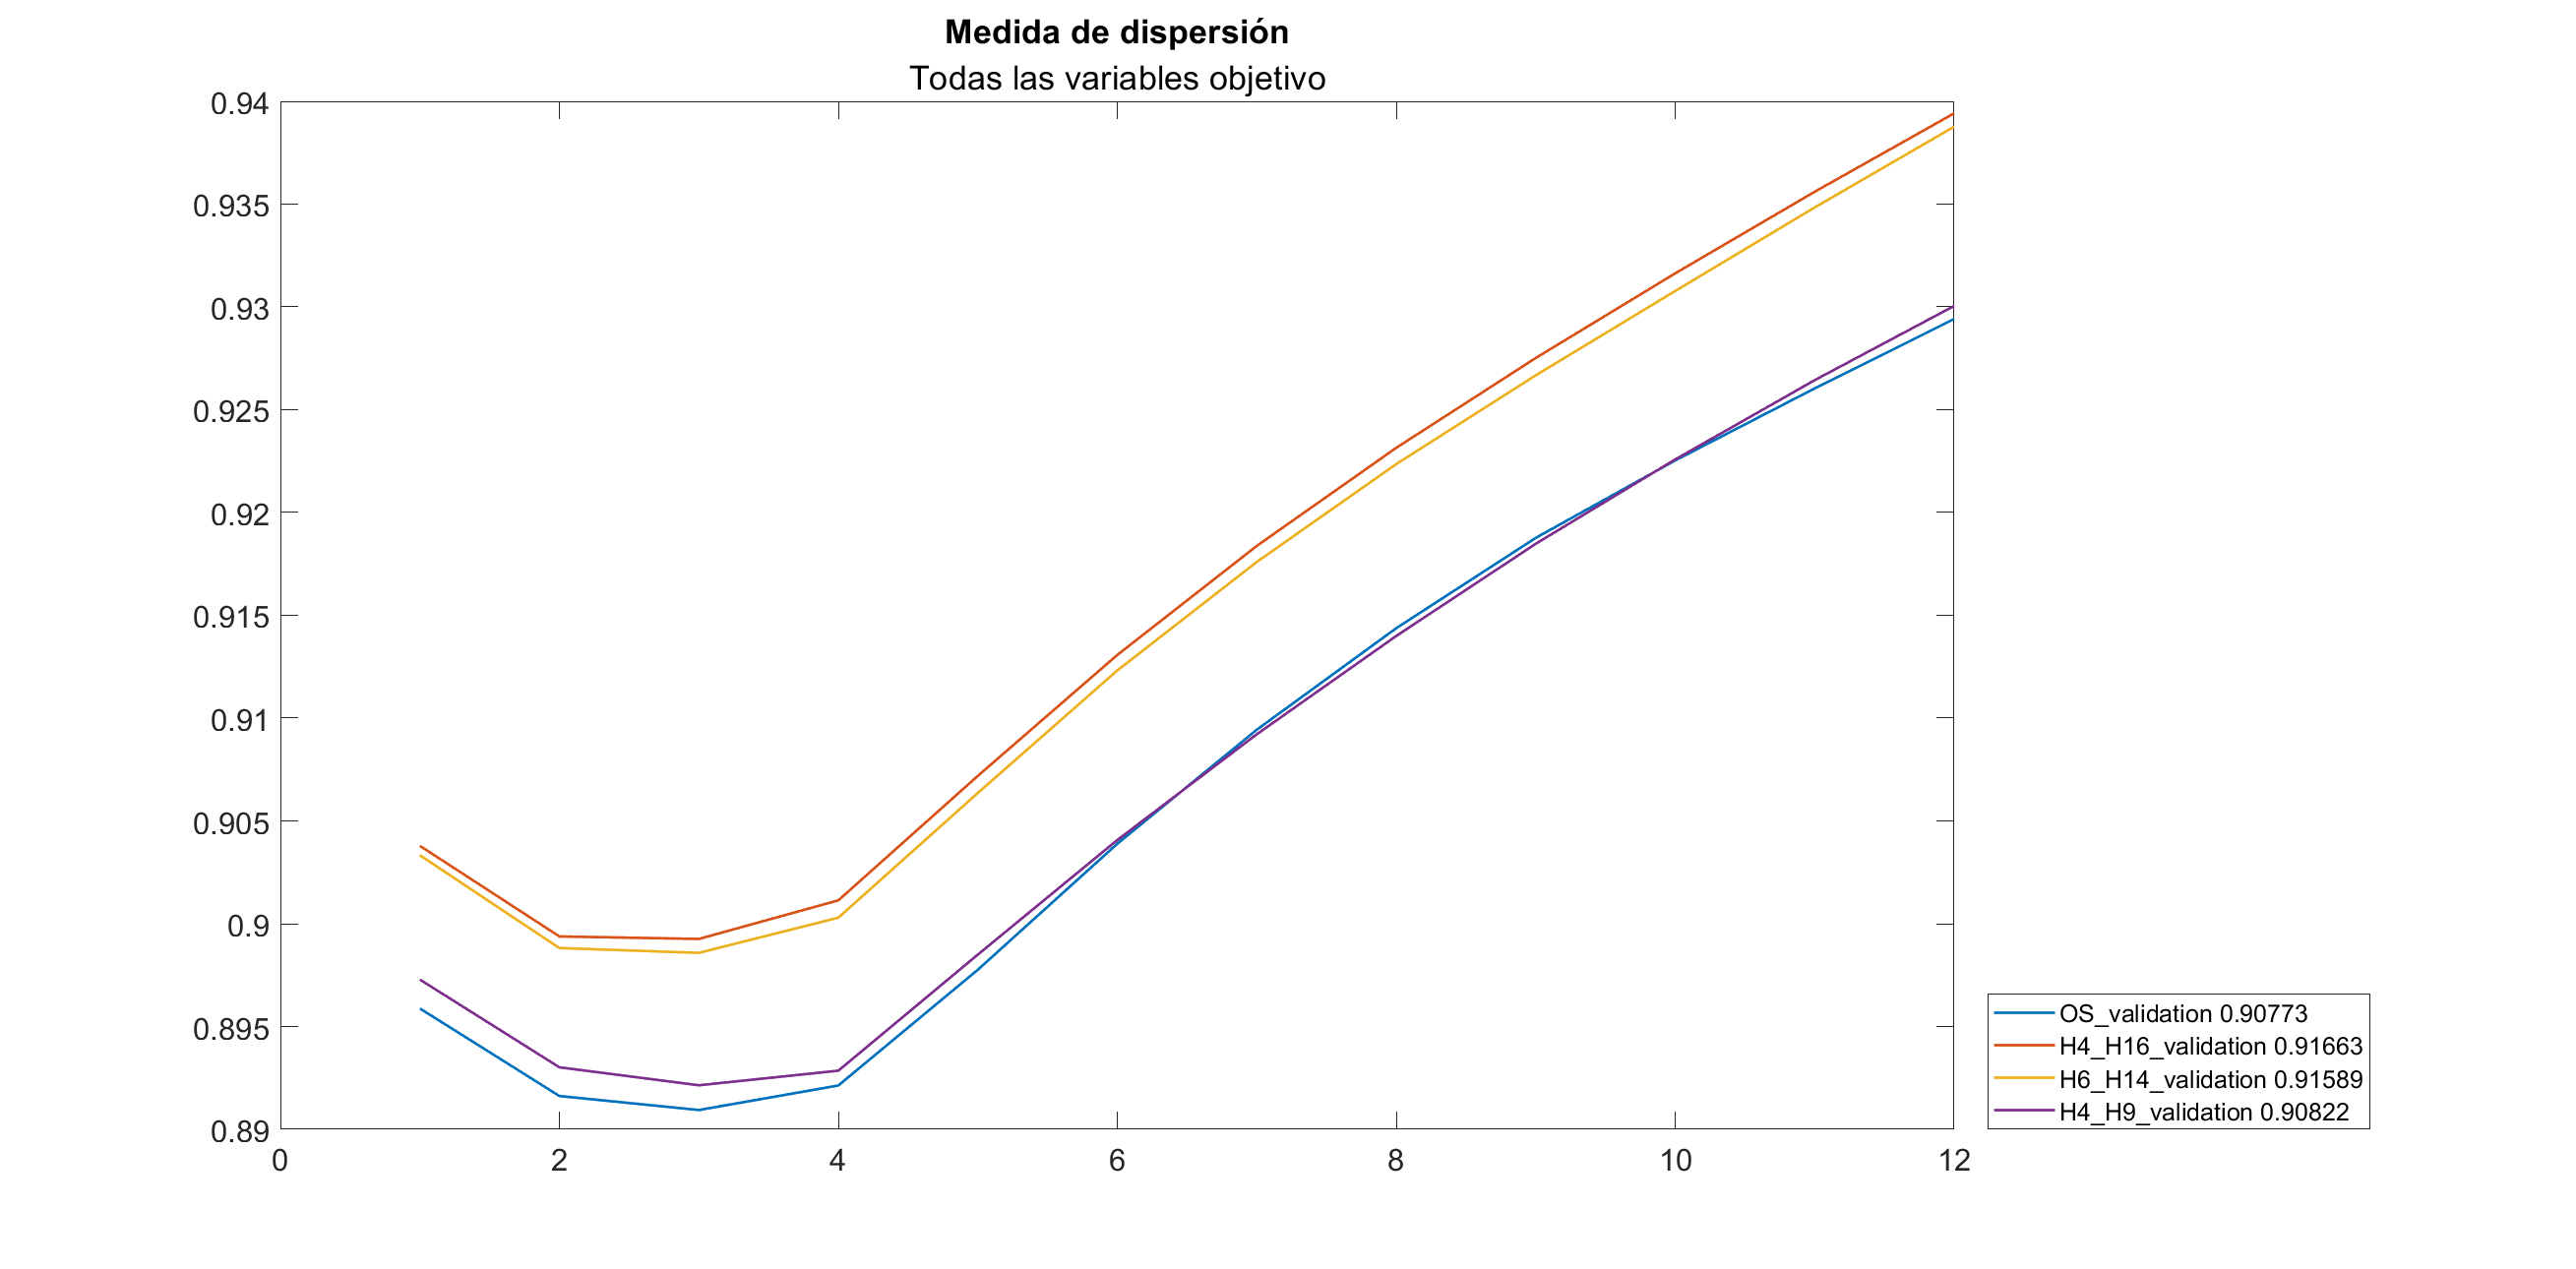 Medida de dispersión
Todas las variables objetivo
0.94
0.935
0.93
0.925
0.92
0.915
0.91
0.905
0.9
0.895
0.89
0 2 4 6 8 10 12
OS_validation 0.90773
H4_H16_validation 0.91663
H6_H14_validation 0.91589
H4_H9_validation 0.90822